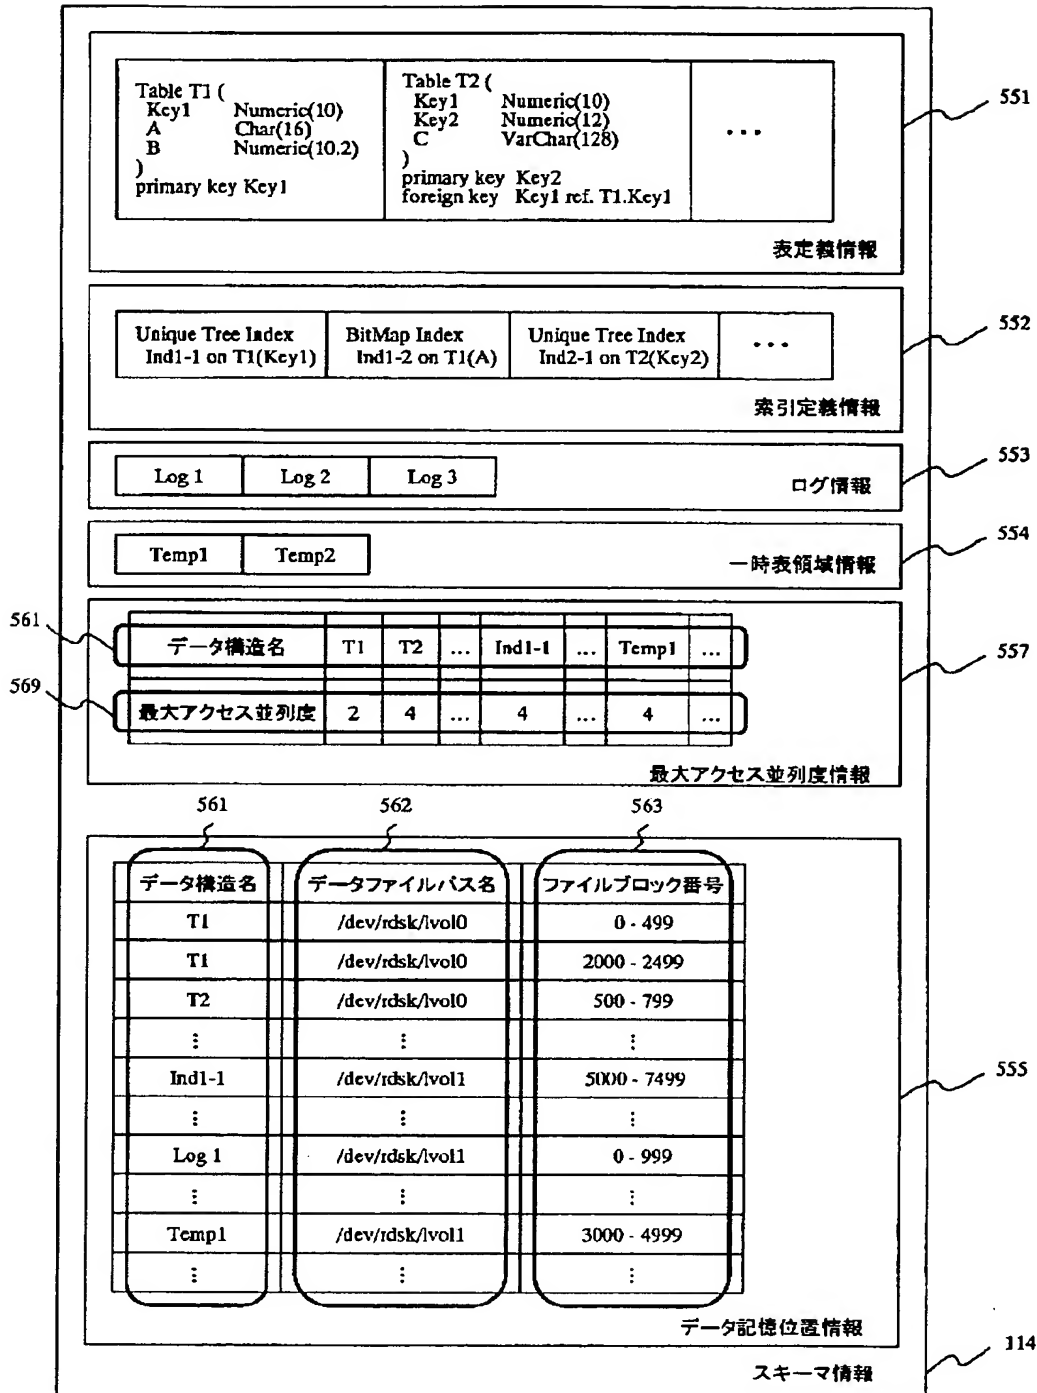 Table T1 (
Key1 Numeric(10)
A Char(16)
B Numeric(10.2)
)
primary key Key1
Table T2 (
Key1 Numeric(10)
Key2 Numeric(12)
C VarChar(128)
)
primary key Key2
foreign key Key1 ref. T1.Key1
...
表定義情報
551
Unique Tree Index
Ind1-1 on T1(Key1)
BitMap Index
Ind1-2 on T1(A)
Unique Tree Index
Ind2-1 on T2(Key2)
...
索引定義情報
552
Log 1 Log 2 Log 3
ログ情報
553
Temp1 Temp2
一時表領域情報
554
561
データ構造名 T1 T2 ... Ind1-1 ... Temp1 ...
557
569
最大アクセス並列度 2 4 ... 4 ... 4 ...
最大アクセス並列度情報
561 562 563
データ構造名 データファイルパス名 ファイルブロック番号
T1 /dev/rdsk/lvol0 0 - 499
T1 /dev/rdsk/lvol0 2000 - 2499
T2 /dev/rdsk/lvol0 500 - 799
⋮ ⋮ ⋮
Ind1-1 /dev/rdsk/lvol1 5000 - 7499
⋮ ⋮ ⋮
Log 1 /dev/rdsk/lvol1 0 - 999
⋮ ⋮ ⋮
Temp1 /dev/rdsk/lvol1 3000 - 4999
⋮ ⋮ ⋮
555
データ記憶位置情報
スキーマ情報
114